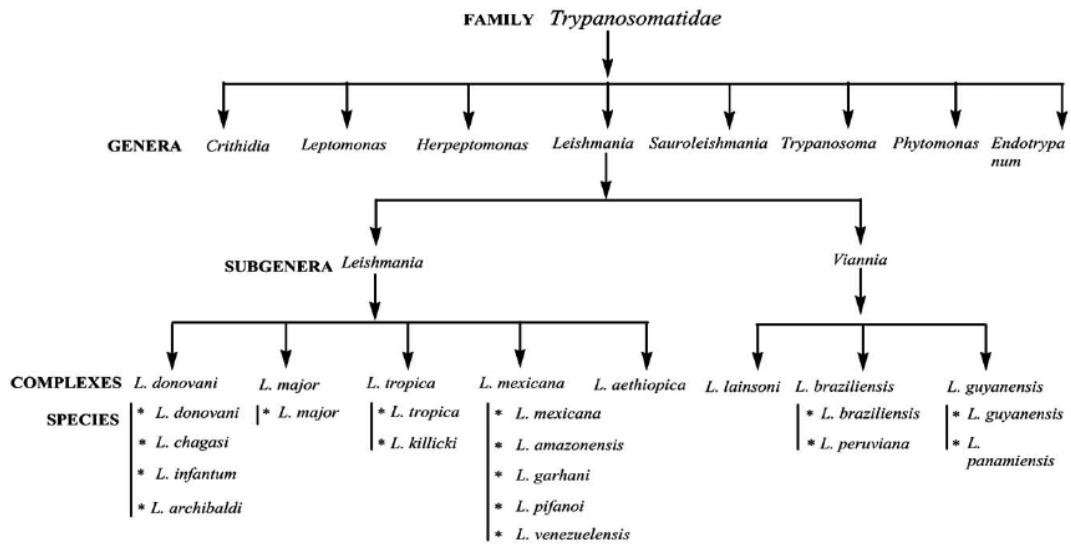 FAMILY Trypanosomatidae
GENERA Crithidia Leptomonas Herpeptomonas Leishmania Sauroleishmania Trypanosoma Phytomonas Endotrypa
num
SUBGENERA Leishmania Viannia
COMPLEXES L. donovani L. major L. tropica L. mexicana L. aethiopica L. lainsoni L. braziliensis L. guyanensis
SPECIES * L. donovani * L. major * L. tropica * L. mexicana * L. braziliensis * L. guyanensis
* L. chagasi * L. killicki * L. amazonensis * L. peruviana * L.
panamiensis
* L. infantum * L. garhani
* L. archibaldi * L. pifanoi
* L. venezuelensis